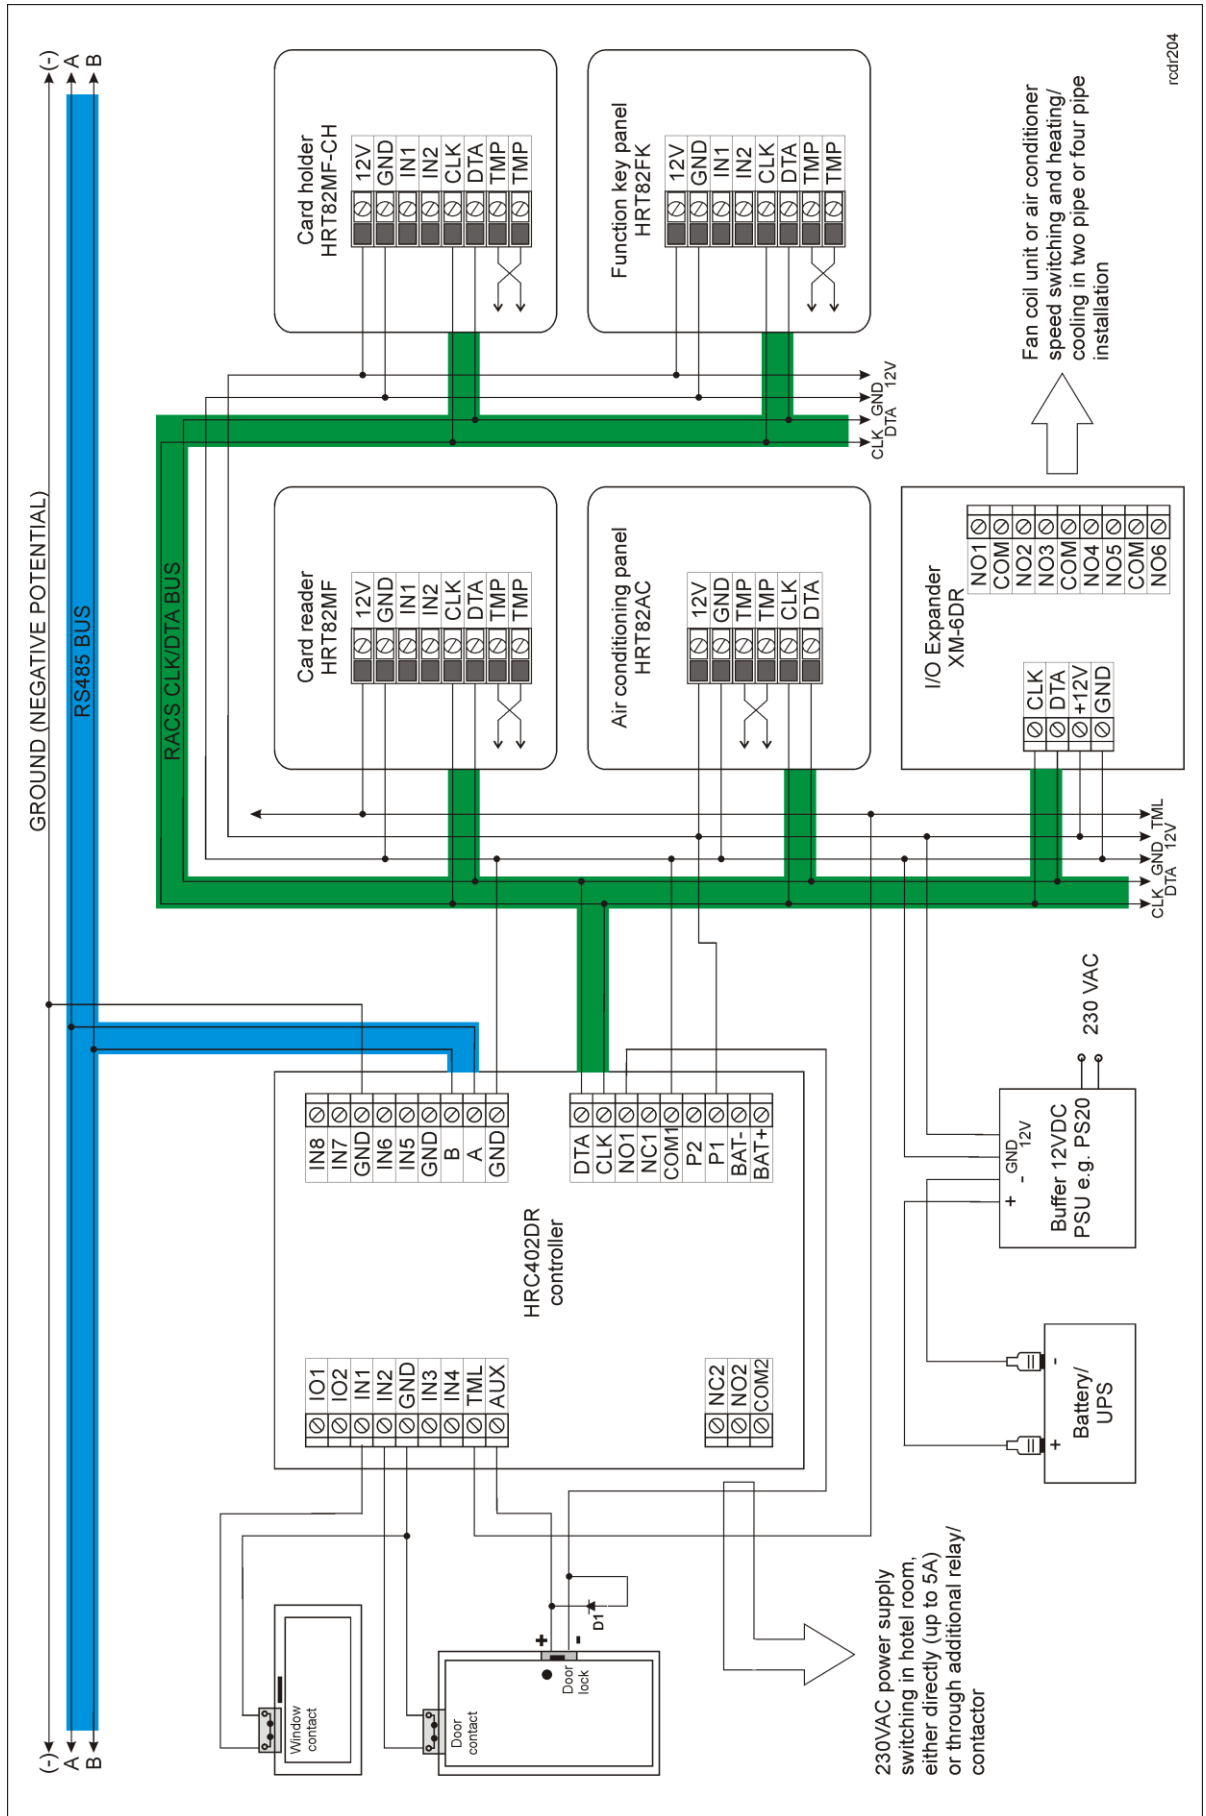 rcdr204
(-)
A
B
GROUND (NEGATIVE POTENTIAL)
RS485 BUS
RACS CLK/DTA BUS
(-)
A
B
Card holder
HRT82MF-CH
12V
GND
IN1
IN2
CLK
DTA
TMP
TMP
Function key panel
HRT82FK
12V
GND
IN1
IN2
CLK
DTA
TMP
TMP
CLK
DTA
GND
12V
Card reader
HRT82MF
12V
GND
IN1
IN2
CLK
DTA
TMP
TMP
Air conditioning panel
HRT82AC
12V
GND
TMP
TMP
CLK
DTA
I/O Expander
XM-6DR
NO1
COM
NO2
NO3
COM
NO4
NO5
COM
NO6
CLK
DTA
+12V
GND
Fan coil unit or air conditioner
speed switching and heating/
cooling in two pipe or four pipe
installation
CLK
DTA
GND
12V
TML
HRC402DR
controller
IN8
IN7
GND
IN6
IN5
GND
B
A
GND
DTA
CLK
NO1
NC1
COM1
P2
P1
BAT-
BAT+
IO1
IO2
IN1
IN2
GND
IN3
IN4
TML
AUX
NC2
NO2
COM2
230 VAC
+
-
GND
12V
Buffer 12VDC
PSU e.g. PS20
+
-
Battery/
UPS
Window
contact
Door
contact
Door
lock
+
-
D1
230VAC power supply
switching in hotel room,
either directly (up to 5A)
or through additional relay/
contactor